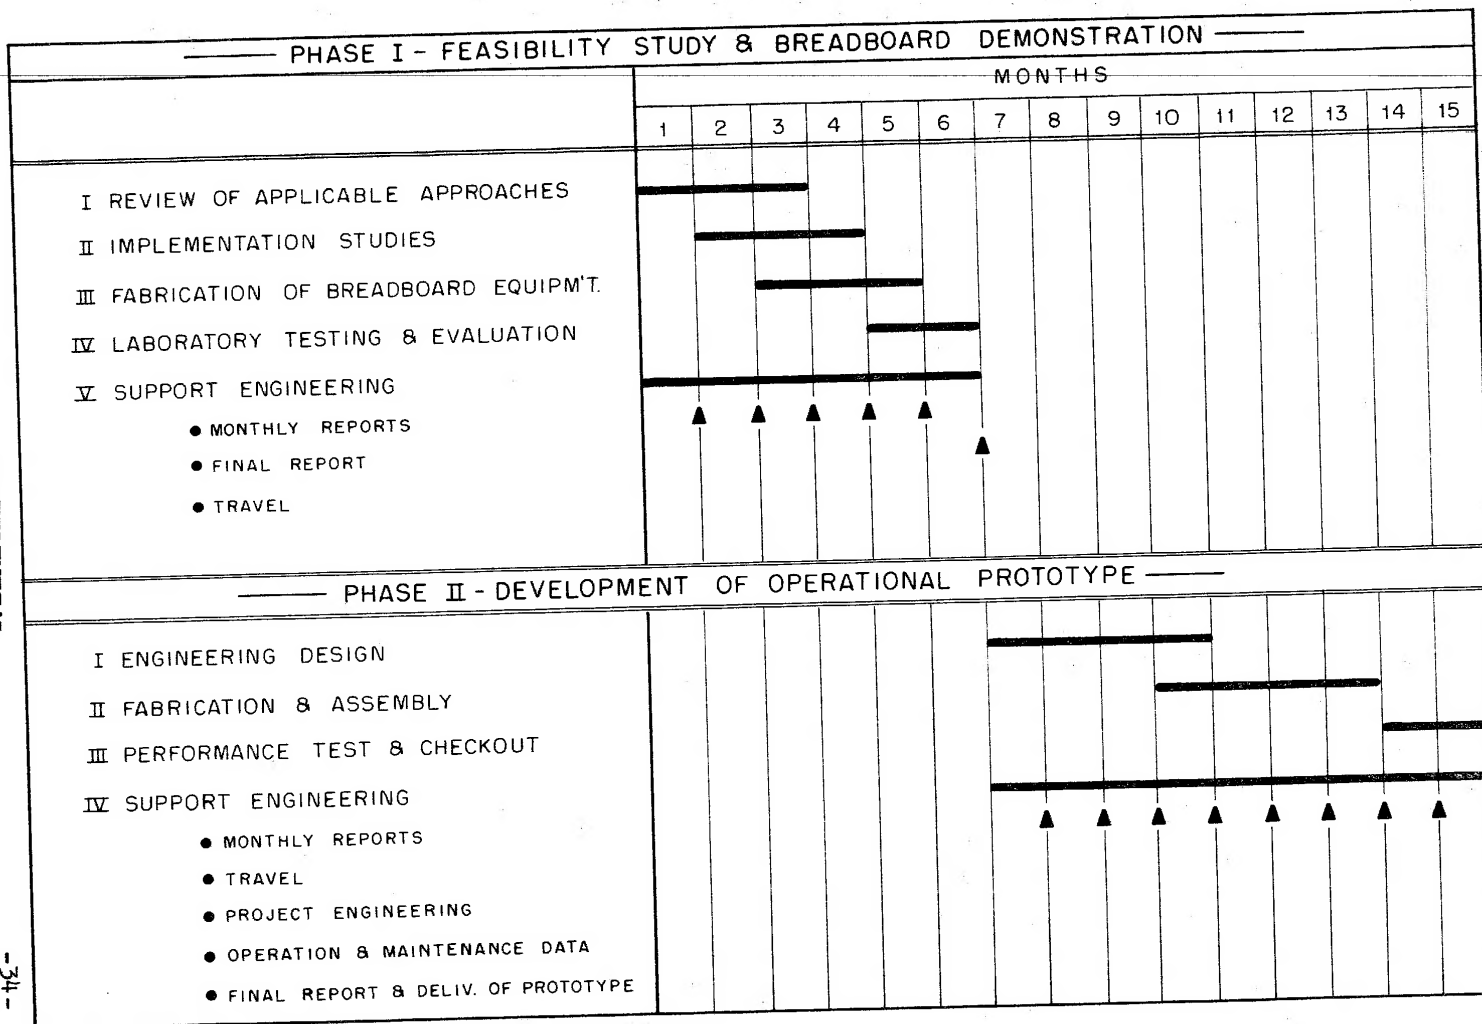 PHASE I - FEASIBILITY STUDY & BREADBOARD DEMONSTRATION
MONTHS
1 2 3 4 5 6 7 8 9 10 11 12 13 14 15
I REVIEW OF APPLICABLE APPROACHES
II IMPLEMENTATION STUDIES
III FABRICATION OF BREADBOARD EQUIPM'T.
IV LABORATORY TESTING & EVALUATION
V SUPPORT ENGINEERING
● MONTHLY REPORTS
● FINAL REPORT
● TRAVEL
PHASE II - DEVELOPMENT OF OPERATIONAL PROTOTYPE
I ENGINEERING DESIGN
II FABRICATION & ASSEMBLY
III PERFORMANCE TEST & CHECKOUT
IV SUPPORT ENGINEERING
● MONTHLY REPORTS
● TRAVEL
● PROJECT ENGINEERING
● OPERATION & MAINTENANCE DATA
● FINAL REPORT & DELIV. OF PROTOTYPE
-34-